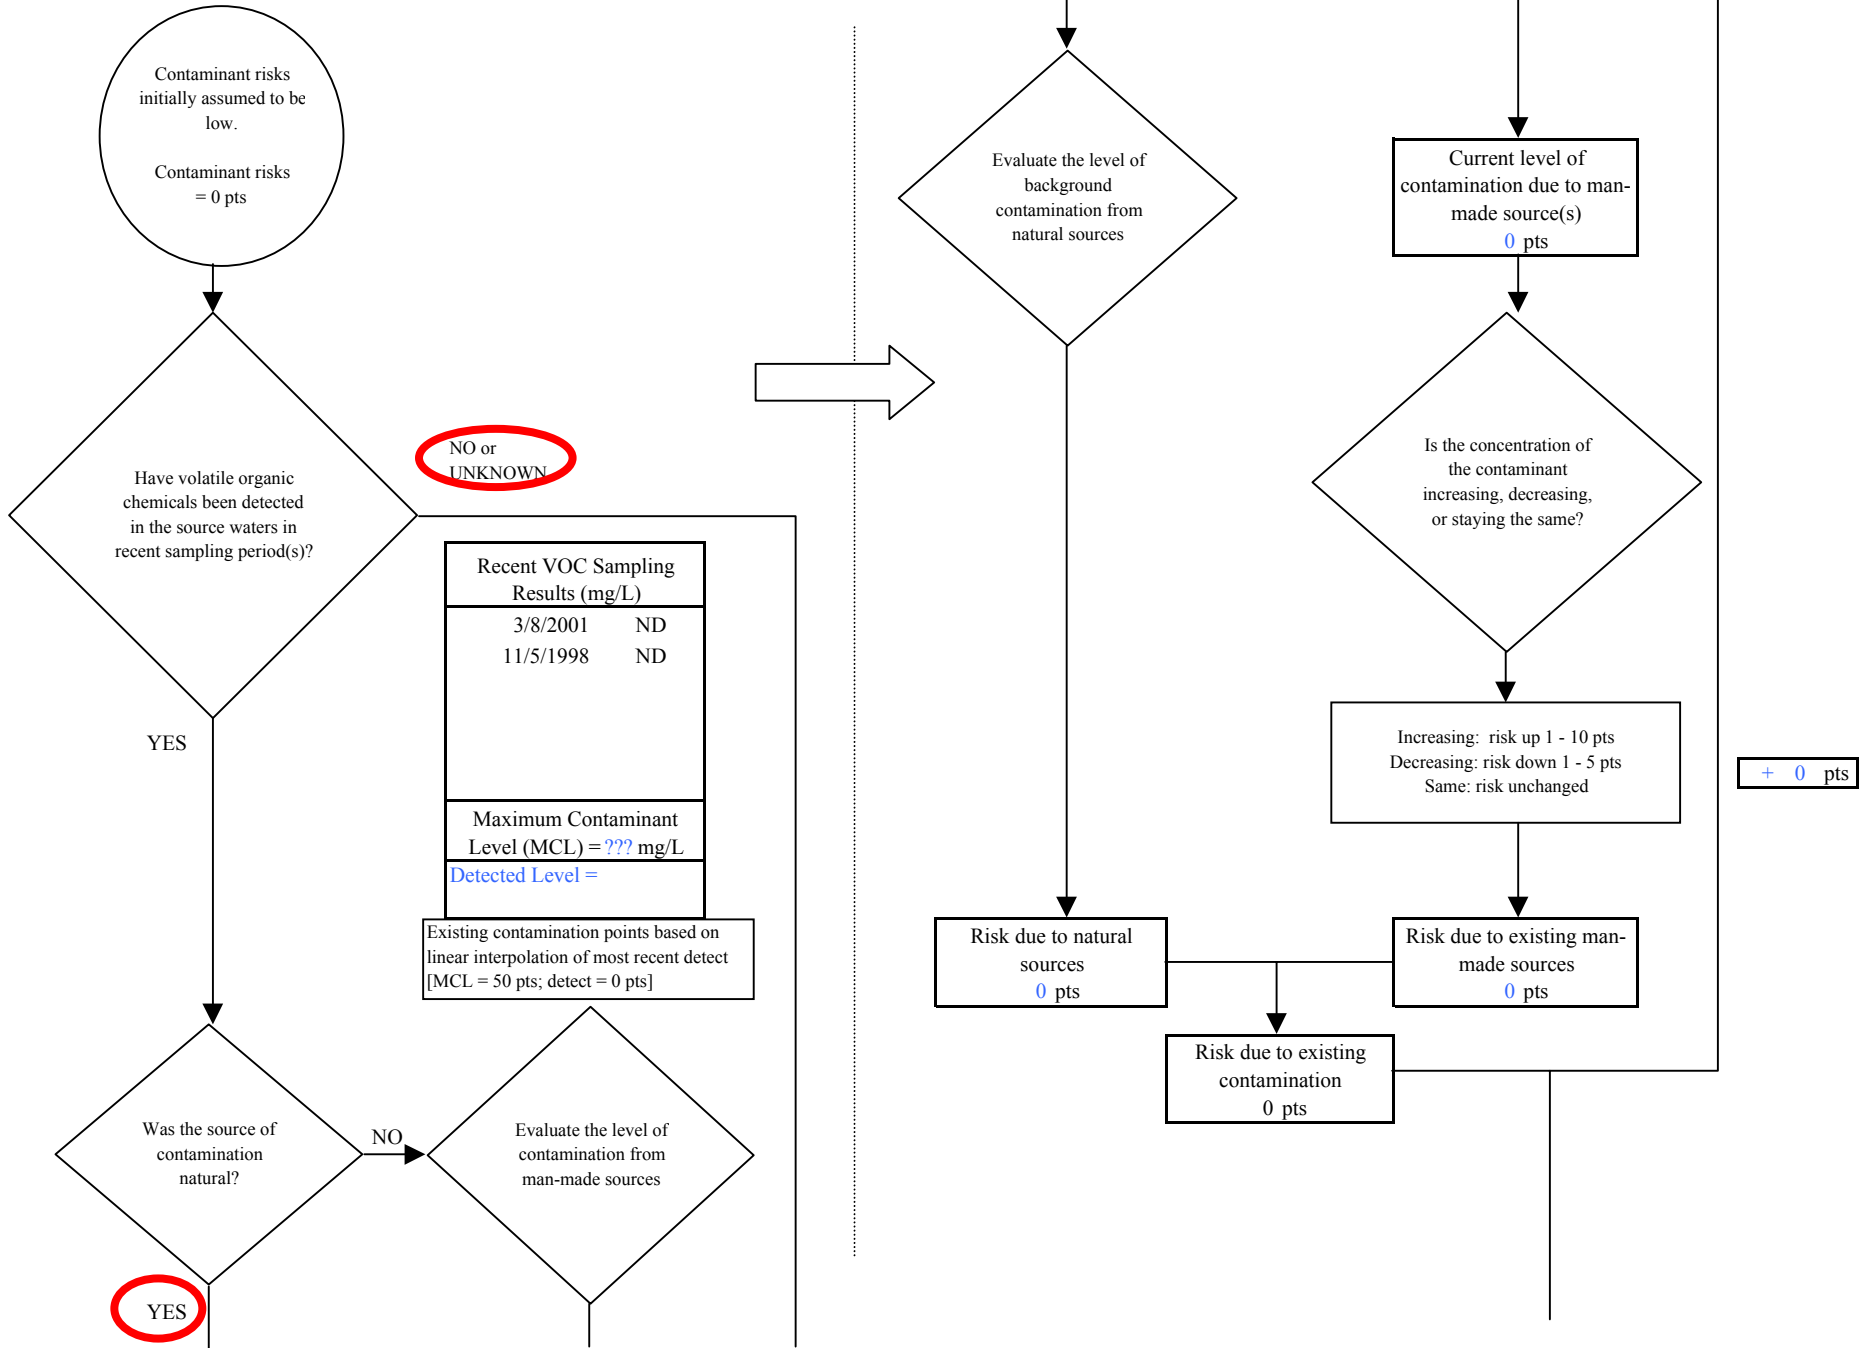 Contaminant risks
initially assumed to be
low.
Contaminant risks
= 0 pts
Have volatile organic
chemicals been detected
in the source waters in
recent sampling period(s)?
NO or
UNKNOWN
YES
Recent VOC Sampling
Results (mg/L)
3/8/2001 ND
11/5/1998 ND
Maximum Contaminant
Level (MCL) = ??? mg/L
Detected Level =
Existing contamination points based on
linear interpolation of most recent detect
[MCL = 50 pts; detect = 0 pts]
Was the source of
contamination
natural?
NO
Evaluate the level of
contamination from
man-made sources
YES
Evaluate the level of
background
contamination from
natural sources
Current level of
contamination due to man-
made source(s)
0 pts
Is the concentration of
the contaminant
increasing, decreasing,
or staying the same?
Increasing: risk up 1 - 10 pts
Decreasing: risk down 1 - 5 pts
Same: risk unchanged
+ 0 pts
Risk due to natural
sources
0 pts
Risk due to existing man-
made sources
0 pts
Risk due to existing
contamination
0 pts